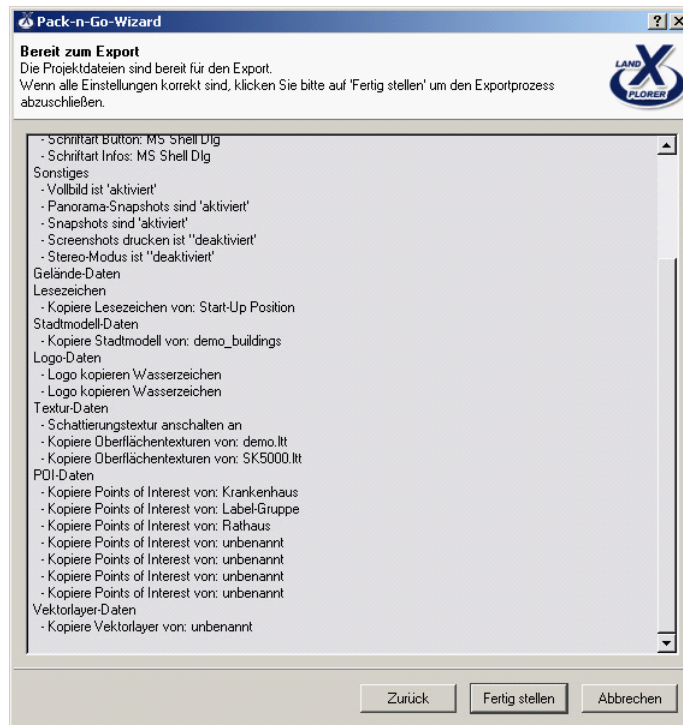 Pack-n-Go-Wizard
Bereit zum Export
Die Projektdateien sind bereit für den Export.
Wenn alle Einstellungen korrekt sind, klicken Sie bitte auf 'Fertig stellen' um den Exportprozess
abzuschließen.
LAND
X
PLORER
- Schriftart Button: MS Shell Dlg
- Schriftart Infos: MS Shell Dlg
Sonstiges
- Vollbild ist 'aktiviert'
- Panorama-Snapshots sind 'aktiviert'
- Snapshots sind 'aktiviert'
- Screenshots drucken ist ''deaktiviert'
- Stereo-Modus ist ''deaktiviert'
Gelände-Daten
Lesezeichen
- Kopiere Lesezeichen von: Start-Up Position
Stadtmodell-Daten
- Kopiere Stadtmodell von: demo_buildings
Logo-Daten
- Logo kopieren Wasserzeichen
- Logo kopieren Wasserzeichen
Textur-Daten
- Schattierungstextur anschalten an
- Kopiere Oberflächentexturen von: demo.ltt
- Kopiere Oberflächentexturen von: SK5000.ltt
POI-Daten
- Kopiere Points of Interest von: Krankenhaus
- Kopiere Points of Interest von: Label-Gruppe
- Kopiere Points of Interest von: Rathaus
- Kopiere Points of Interest von: unbenannt
- Kopiere Points of Interest von: unbenannt
- Kopiere Points of Interest von: unbenannt
- Kopiere Points of Interest von: unbenannt
Vektorlayer-Daten
- Kopiere Vektorlayer von: unbenannt
Zurück
Fertig stellen
Abbrechen